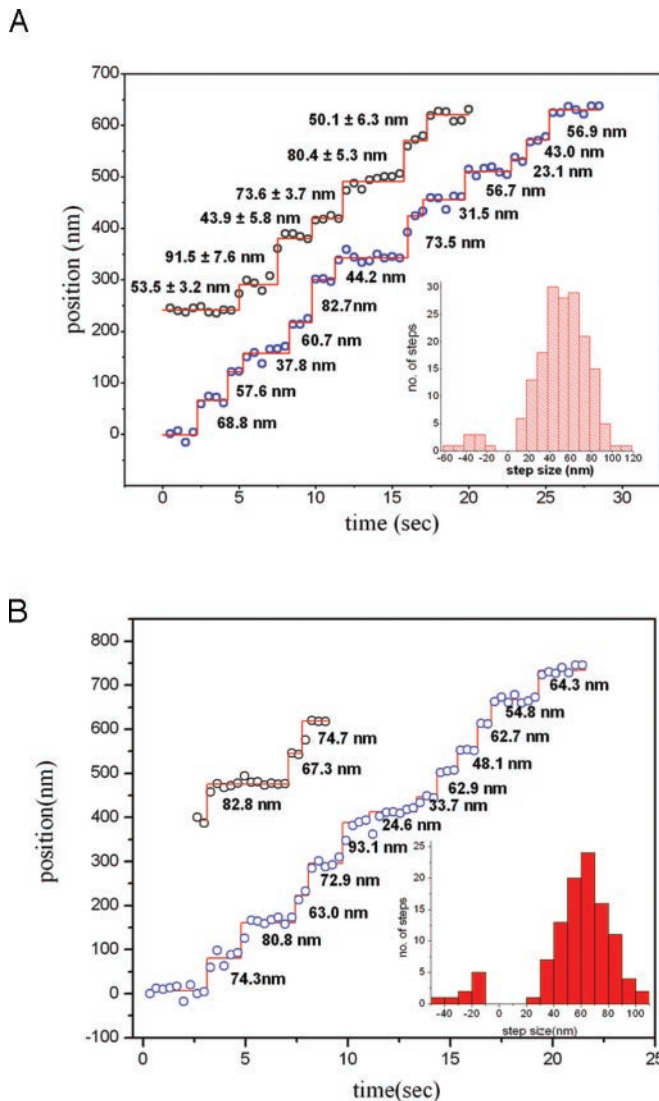 A
700
600
500
400
300
200
100
0
position (nm)
50.1 ± 6.3 nm
80.4 ± 5.3 nm
73.6 ± 3.7 nm
43.9 ± 5.8 nm
91.5 ± 7.6 nm
53.5 ± 3.2 nm
56.9 nm
43.0 nm
23.1 nm
56.7 nm
31.5 nm
73.5 nm
44.2 nm
82.7nm
60.7 nm
37.8 nm
57.6 nm
68.8 nm
30
25
20
15
10
5
0
no. of steps
-60 -40 -20 0 20 40 60 80 100 120
step size (nm)
0 5 10 15 20 25 30
time (sec)
B
800
700
600
500
400
300
200
100
0
-100
position(nm)
74.7 nm
67.3 nm
82.8 nm
64.3 nm
54.8 nm
62.7 nm
48.1 nm
62.9 nm
33.7 nm
24.6 nm
93.1 nm
72.9 nm
63.0 nm
80.8 nm
74.3nm
25
20
15
10
5
0
no. of steps
-40 -20 0 20 40 60 80 100
step size(nm)
0 5 10 15 20 25
time(sec)